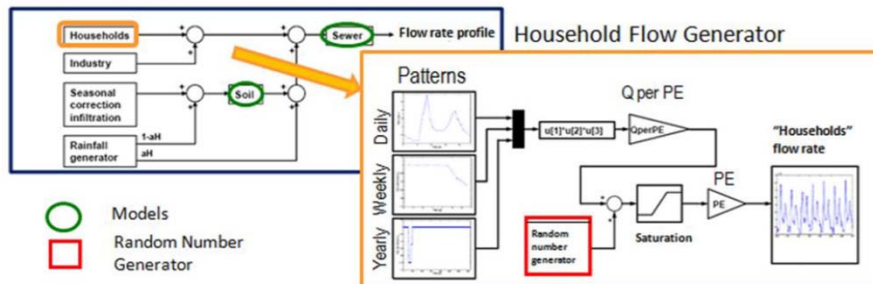 Households
Industry
Seasonal
correction
infiltration
Rainfall
generator
1-aH
aH
Soil
Sewer
Flow rate profile
Household Flow Generator
Models
Random Number
Generator
Patterns
Daily
Weekly
Yearly
u[1]*u[2]*u[3]
Q per PE
QperPE
Random
number
generator
Saturation
PE
PE
"Households"
flow rate